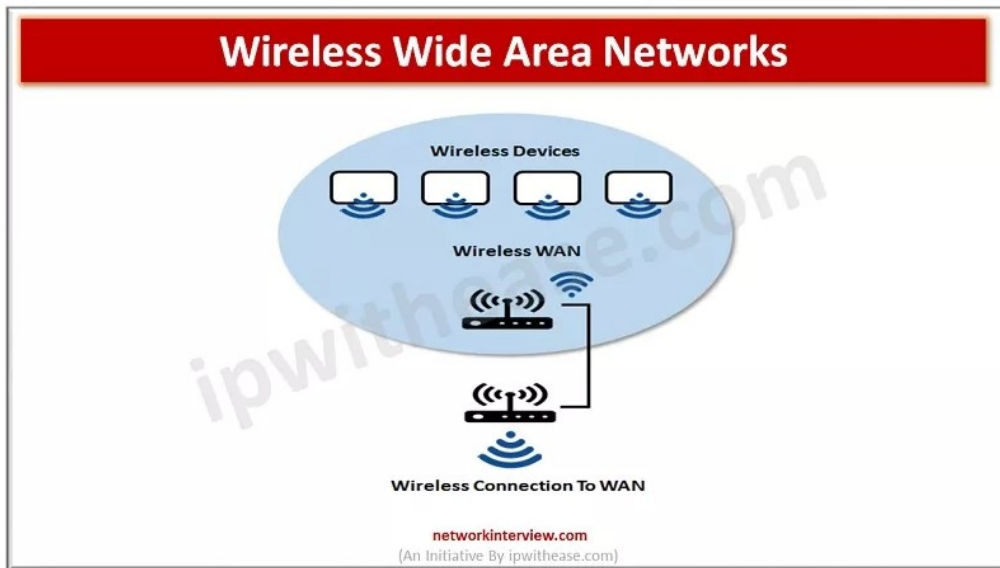 Wireless Wide Area Networks
Wireless Devices
Wireless WAN
ipwithease.com
Wireless Connection To WAN
networkinterview.com
(An Initiative By ipwithease.com)